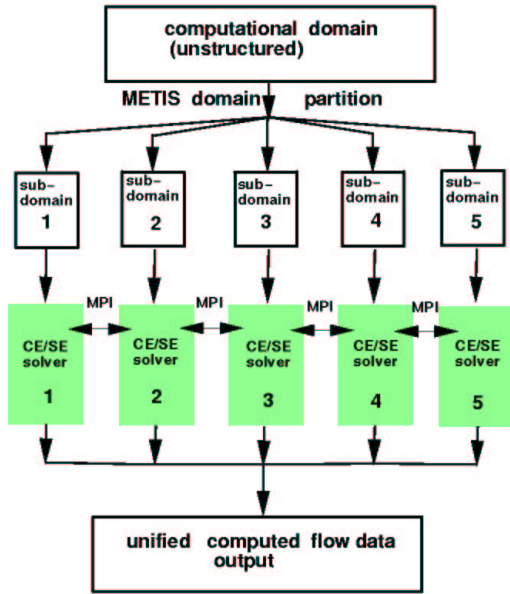 computational domain
(unstructured)
METIS domain partition
sub-
domain
1
sub-
domain
2
sub-
domain
3
sub-
domain
4
sub-
domain
5
MPI
MPI
MPI
MPI
CE/SE
solver
1
CE/SE
solver
2
CE/SE
solver
3
CE/SE
solver
4
CE/SE
solver
5
unified computed flow data
output